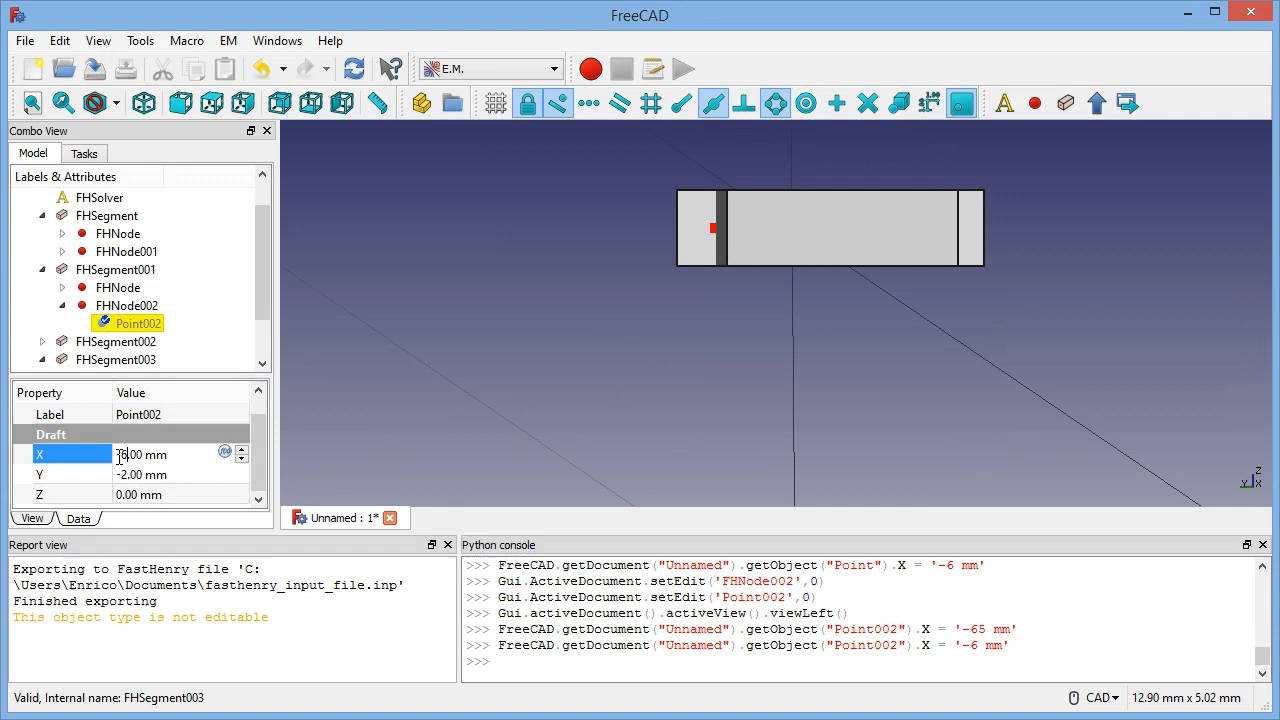 FreeCAD
File Edit View Tools Macro EM Windows Help
E.M.
Combo View
Model Tasks
Labels & Attributes
FHSolver
FHSegment
FHNode
FHNode001
FHSegment001
FHNode
FHNode002
Point002
FHSegment002
FHSegment003
Property Value
Label Point002
Draft
X -6.00 mm
Y -2.00 mm
Z 0.00 mm
View Data
Unnamed : 1*
Z
Y X
Report view
Exporting to FastHenry file 'C:
\Users\Enrico\Documents\fasthenry_input_file.inp'
Finished exporting
This object type is not editable
Python console
>>> FreeCAD.getDocument("Unnamed").getObject("Point").X = '-6 mm'
>>> Gui.ActiveDocument.setEdit('FHNode002',0)
>>> Gui.ActiveDocument.setEdit('Point002',0)
>>> Gui.activeDocument().activeView().viewLeft()
>>> FreeCAD.getDocument("Unnamed").getObject("Point002").X = '-65 mm'
>>> FreeCAD.getDocument("Unnamed").getObject("Point002").X = '-6 mm'
>>>
Valid, Internal name: FHSegment003
CAD
12.90 mm x 5.02 mm